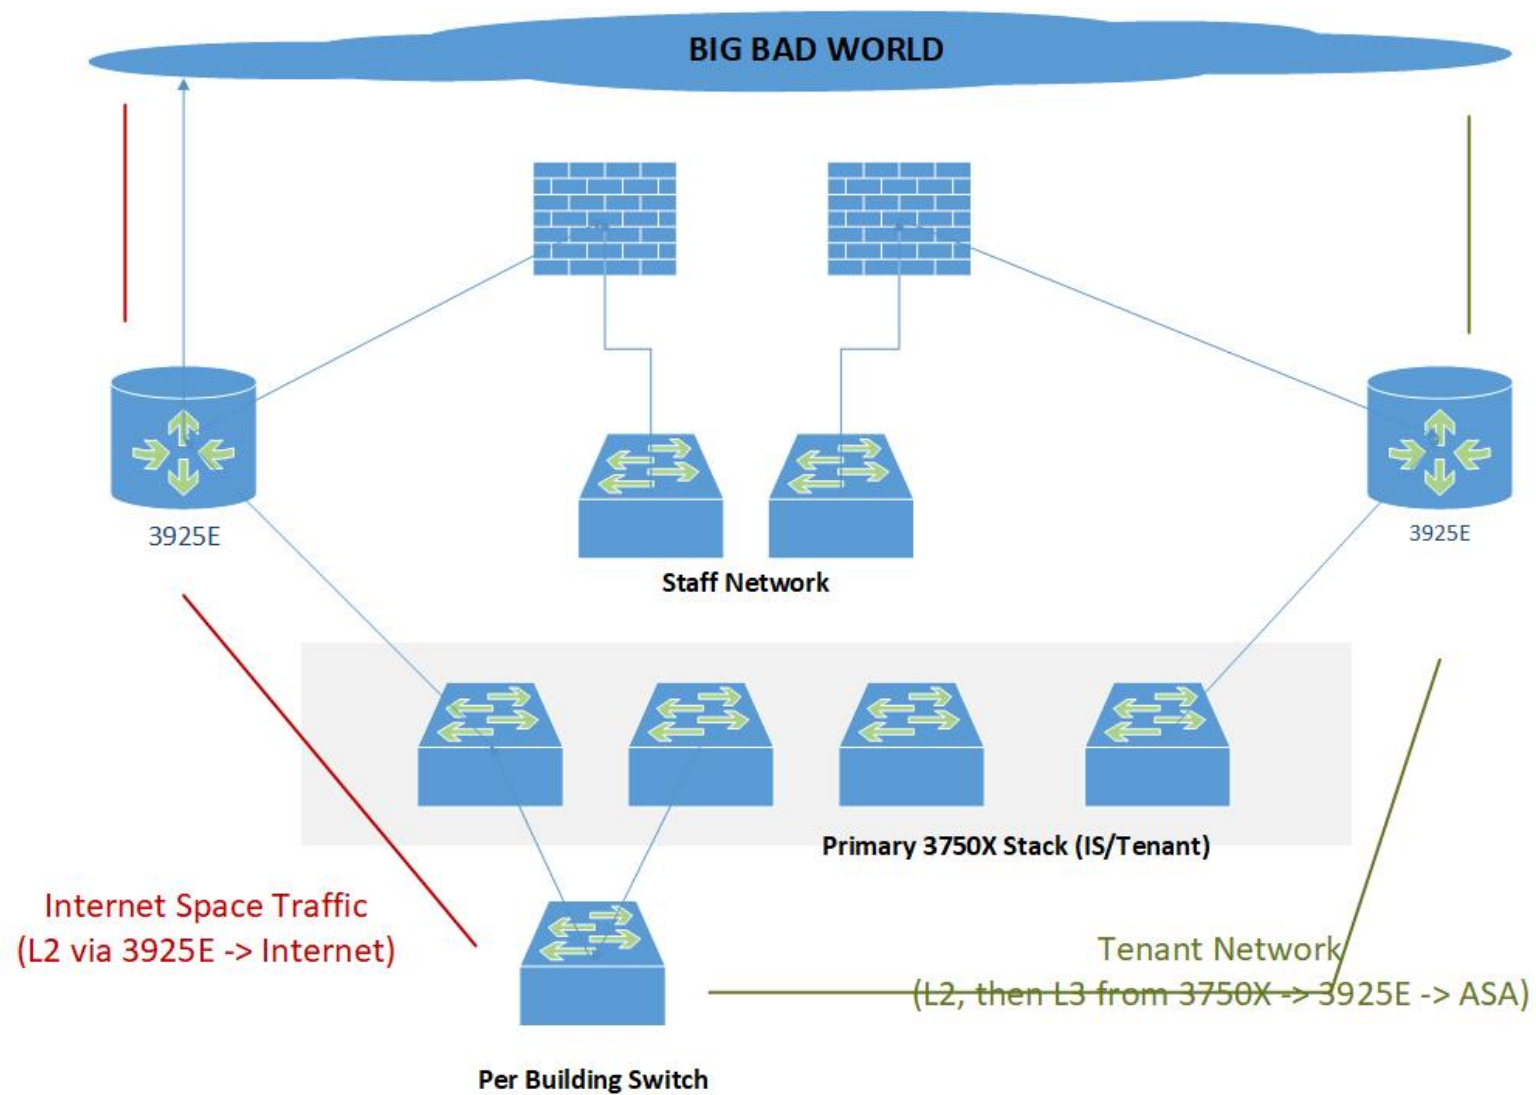 BIG BAD WORLD
3925E
3925E
Staff Network
Primary 3750X Stack (IS/Tenant)
Internet Space Traffic
(L2 via 3925E -> Internet)
Tenant Network
(L2, then L3 from 3750X -> 3925E -> ASA)
Per Building Switch